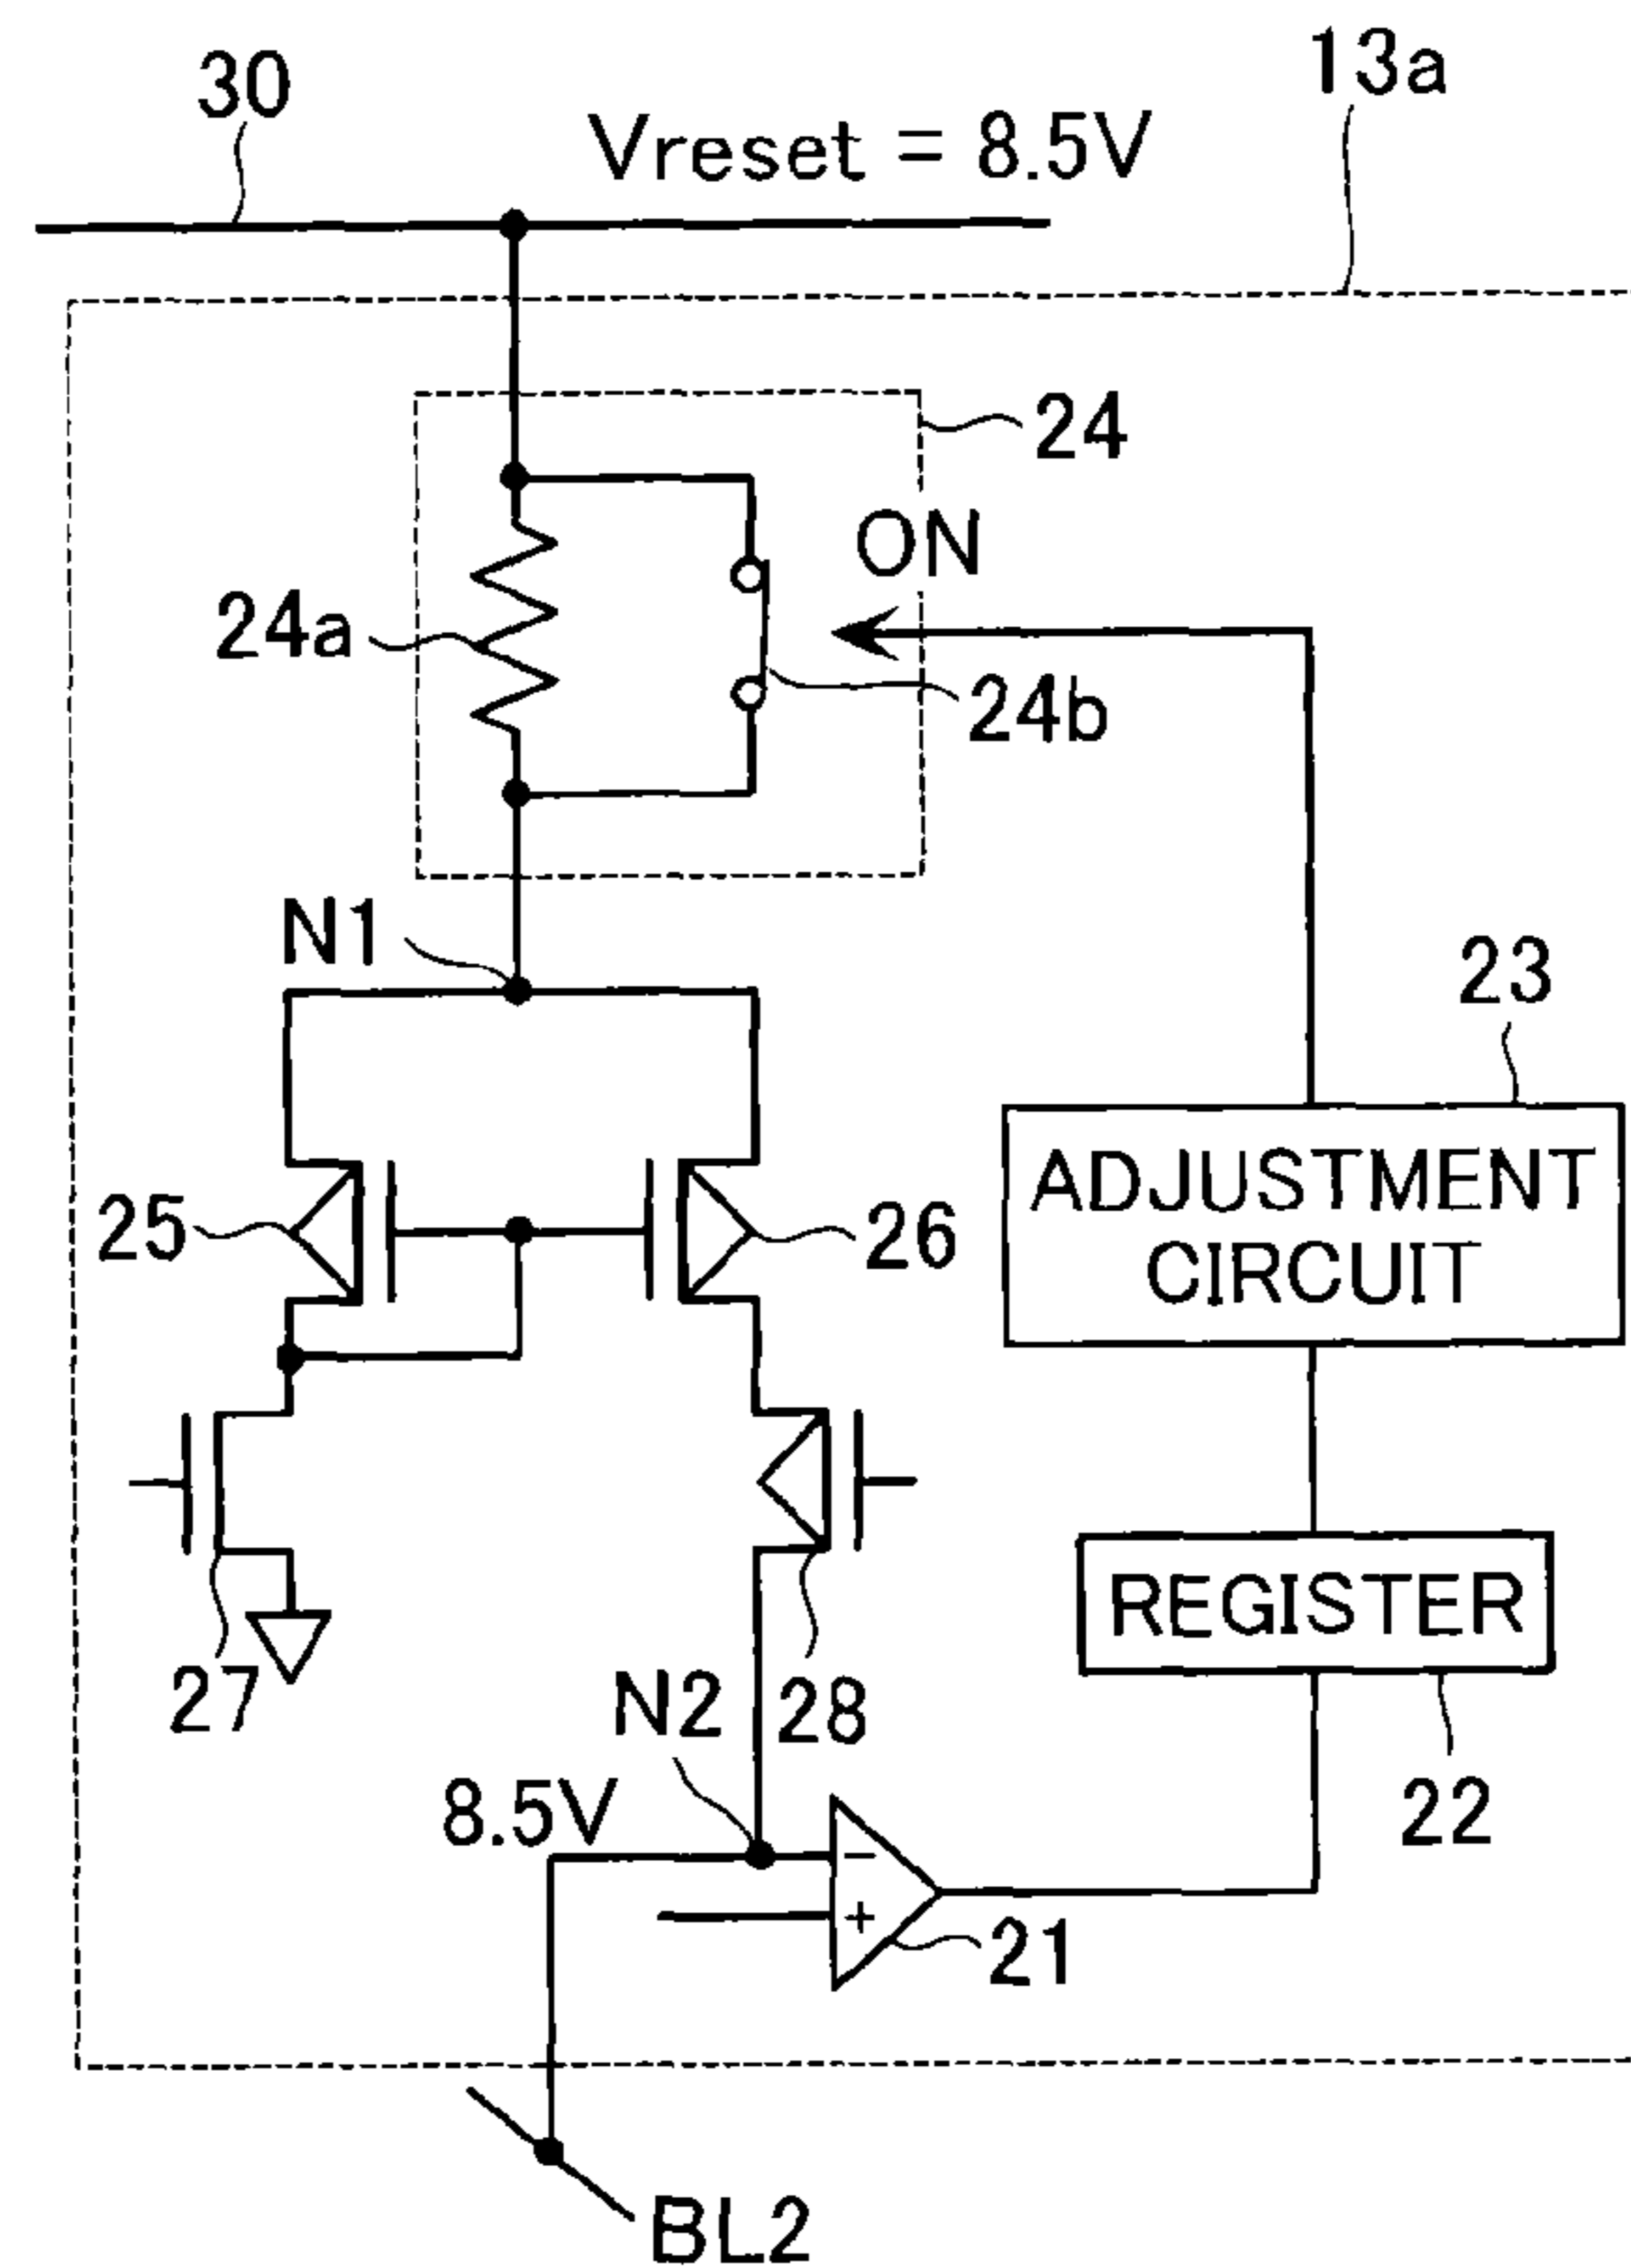 30
13a
Vreset = 8.5V
24
ON
24a
24b
N1
23
ADJUSTMENT
CIRCUIT
25
26
REGISTER
27
N2
28
8.5V
22
−
+
21
BL2